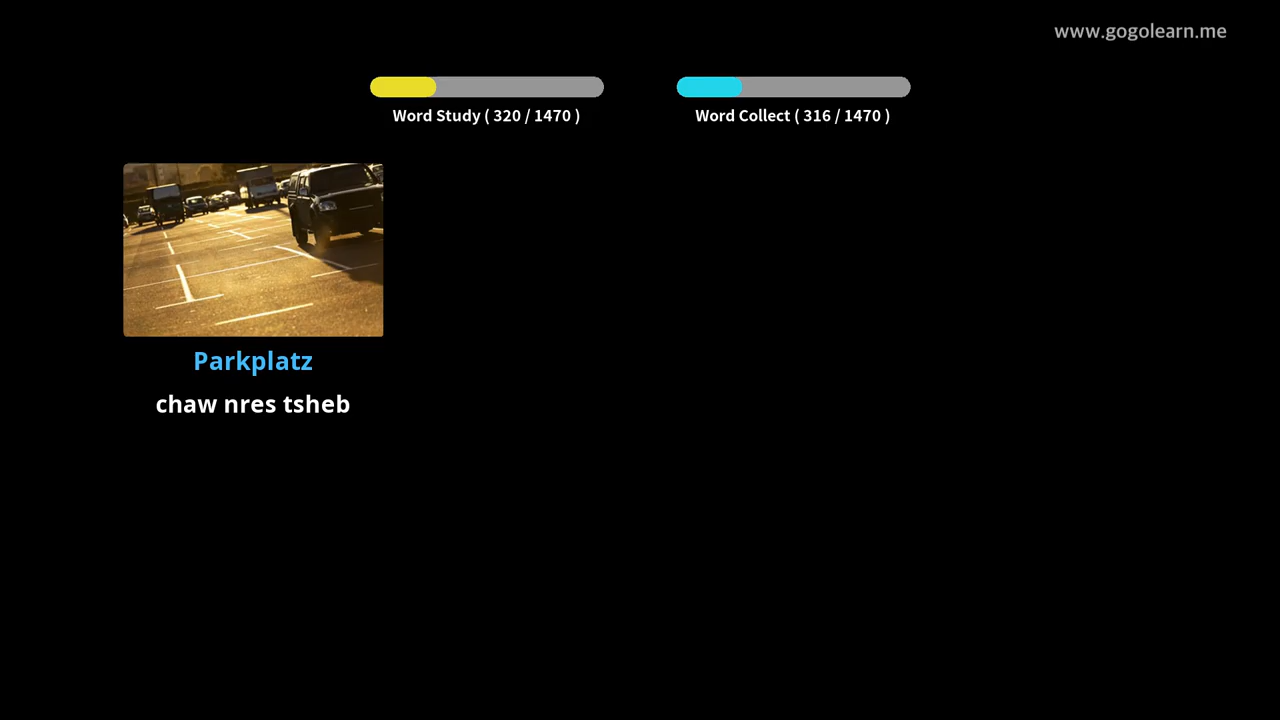 www.gogolearn.me
Word Study ( 320 / 1470 )
Word Collect ( 316 / 1470 )
Parkplatz
chaw nres tsheb